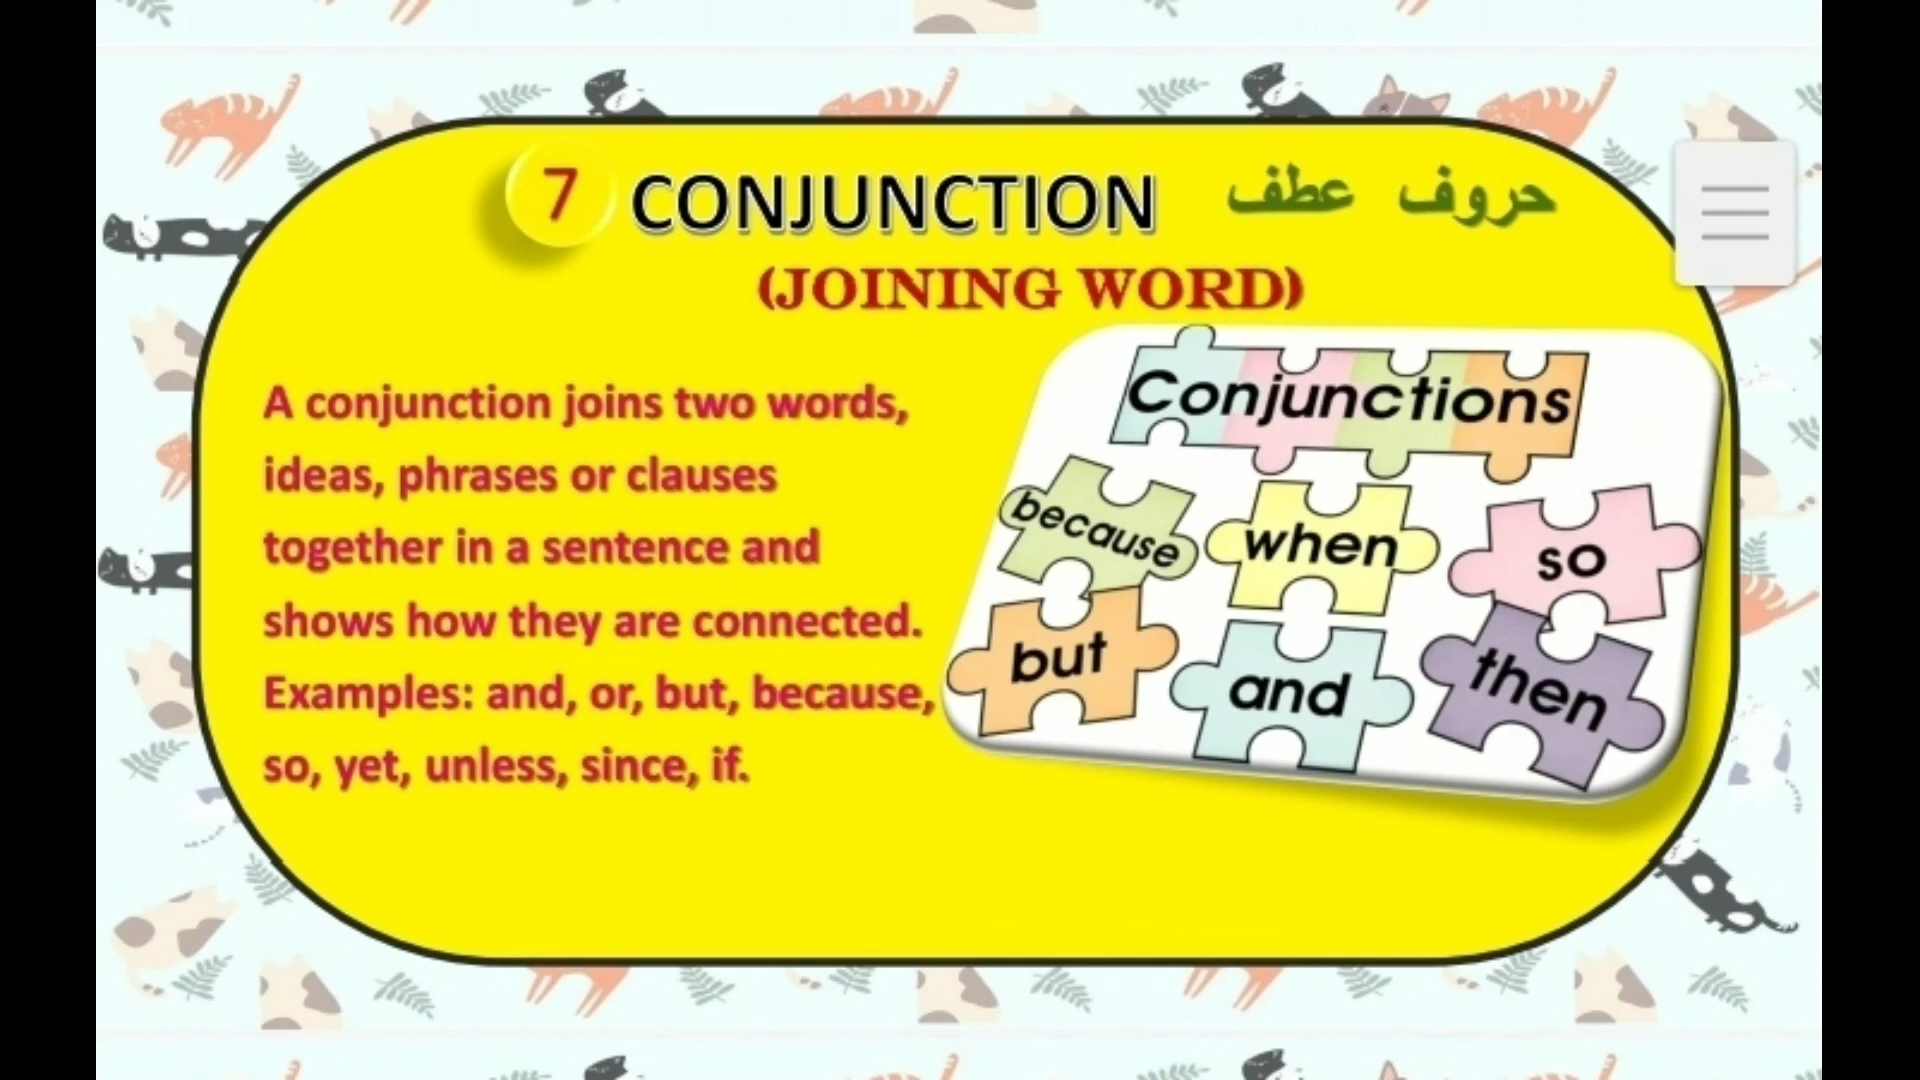 7 CONJUNCTION حروف عطف
(JOINING WORD)
A conjunction joins two words,
ideas, phrases or clauses
together in a sentence and
shows how they are connected.
Examples: and, or, but, because,
so, yet, unless, since, if.
Conjunctions
because when so
but and then